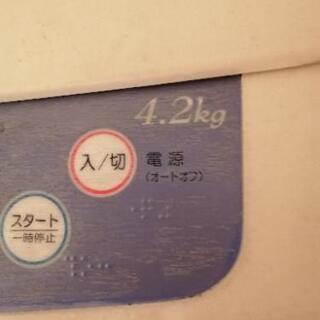 4.2kg
入/切 電源
(オートオフ)
スタート
一時停止